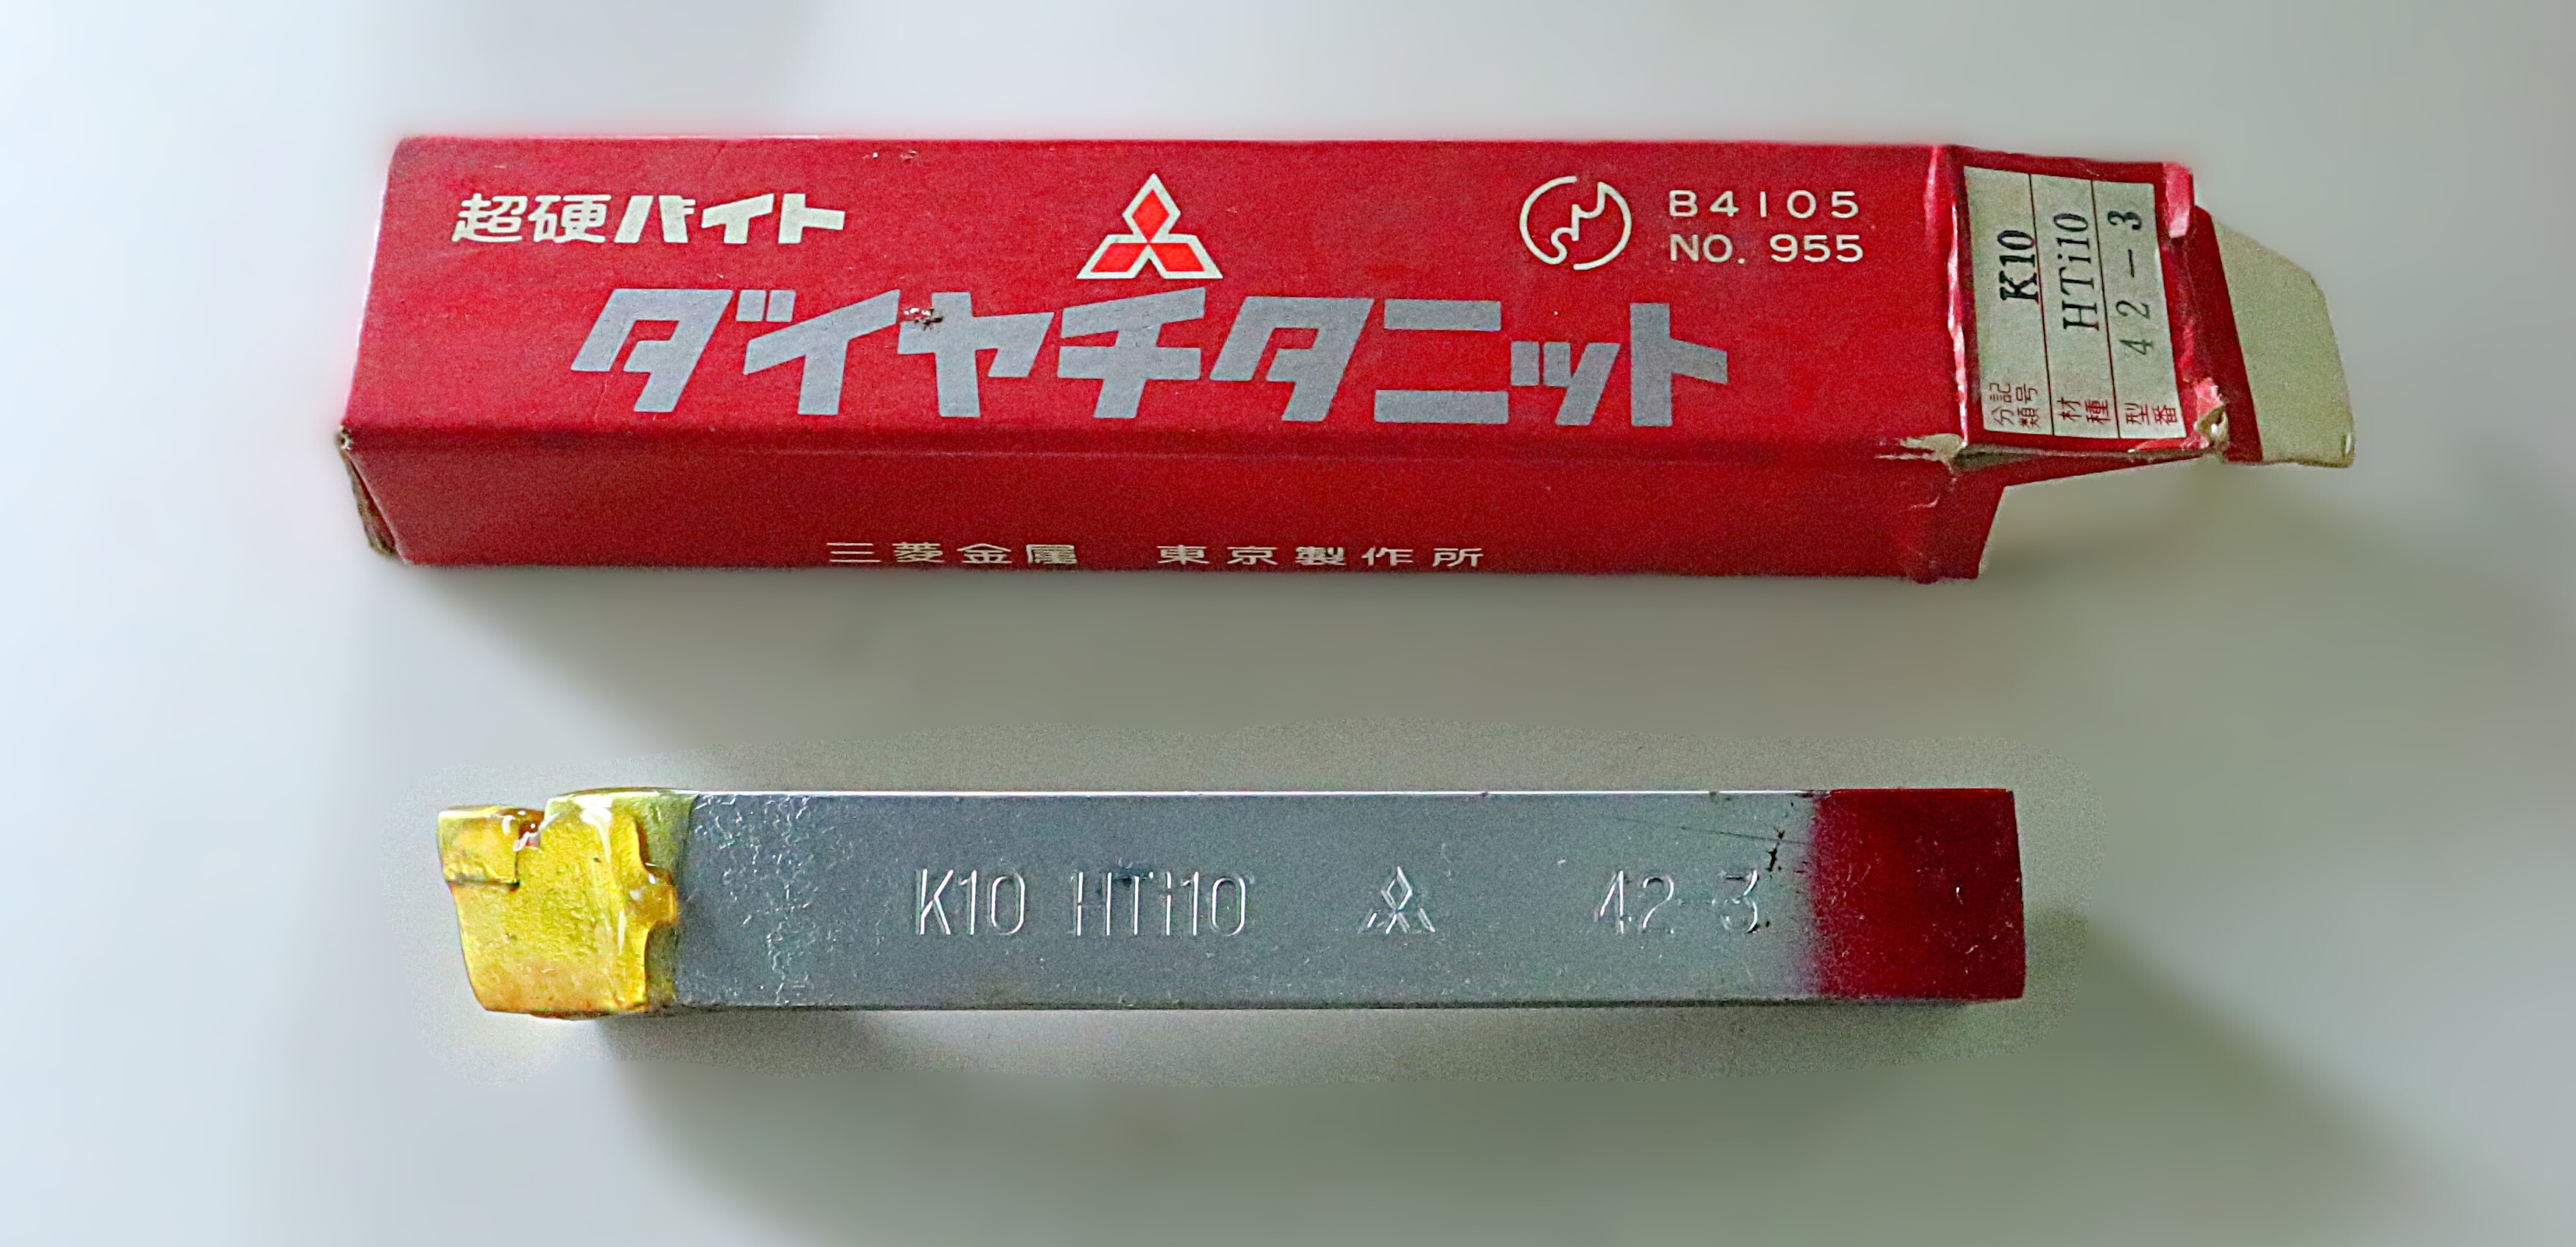 超硬バイト
B4105
NO. 955
ダイヤチタニット
三菱金属 東京製作所
分類記号 K10
材種 HTi10
型番 42-3
K10 HTi10 42-3